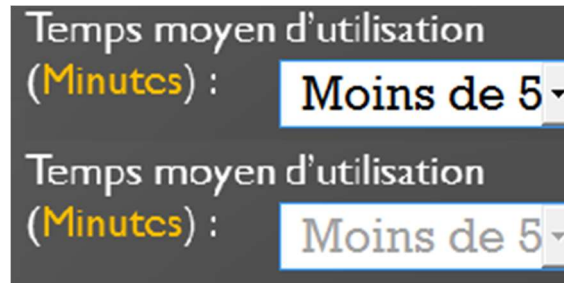 Temps moyen d'utilisation
(Minutes) : Moins de 5
Temps moyen d'utilisation
(Minutes) : Moins de 5